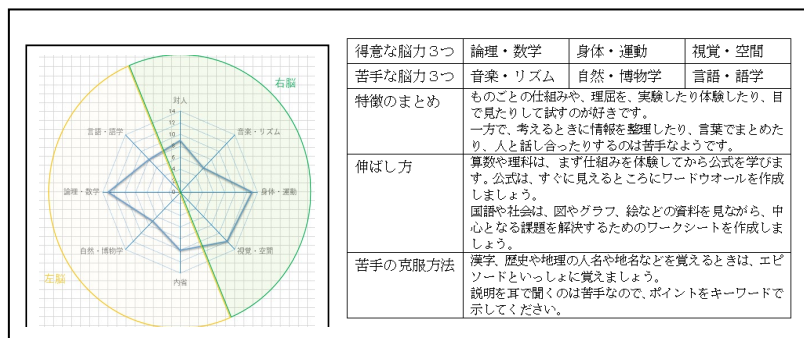 右脳
対人
14
12
10
8
6
4
2
0
言語・語学
音楽・リズム
論理・数学
身体・運動
自然・博物学
視覚・空間
内省
左脳
得意な脳力3つ 論理・数学 身体・運動 視覚・空間
苦手な脳力3つ 音楽・リズム 自然・博物学 言語・語学
特徴のまとめ
ものごとの仕組みや、理屈を、実験したり体験したり、目
で見たりして試すのが好きです。
一方で、考えるときに情報を整理したり、言葉でまとめた
り、人と話し合ったりするのは苦手なようです。
伸ばし方
算数や理科は、まず仕組みを体験してから公式を学びま
す。公式は、すぐに見えるところにワードウオールを作成
しましょう。
国語や社会は、図やグラフ、絵などの資料を見ながら、中
心となる課題を解決するためのワークシートを作成しま
しょう。
苦手の克服方法
漢字、歴史や地理の人名や地名などを覚えるときは、エピ
ソードといっしょに覚えましょう。
説明を耳で聞くのは苦手なので、ポイントをキーワードで
示してください。